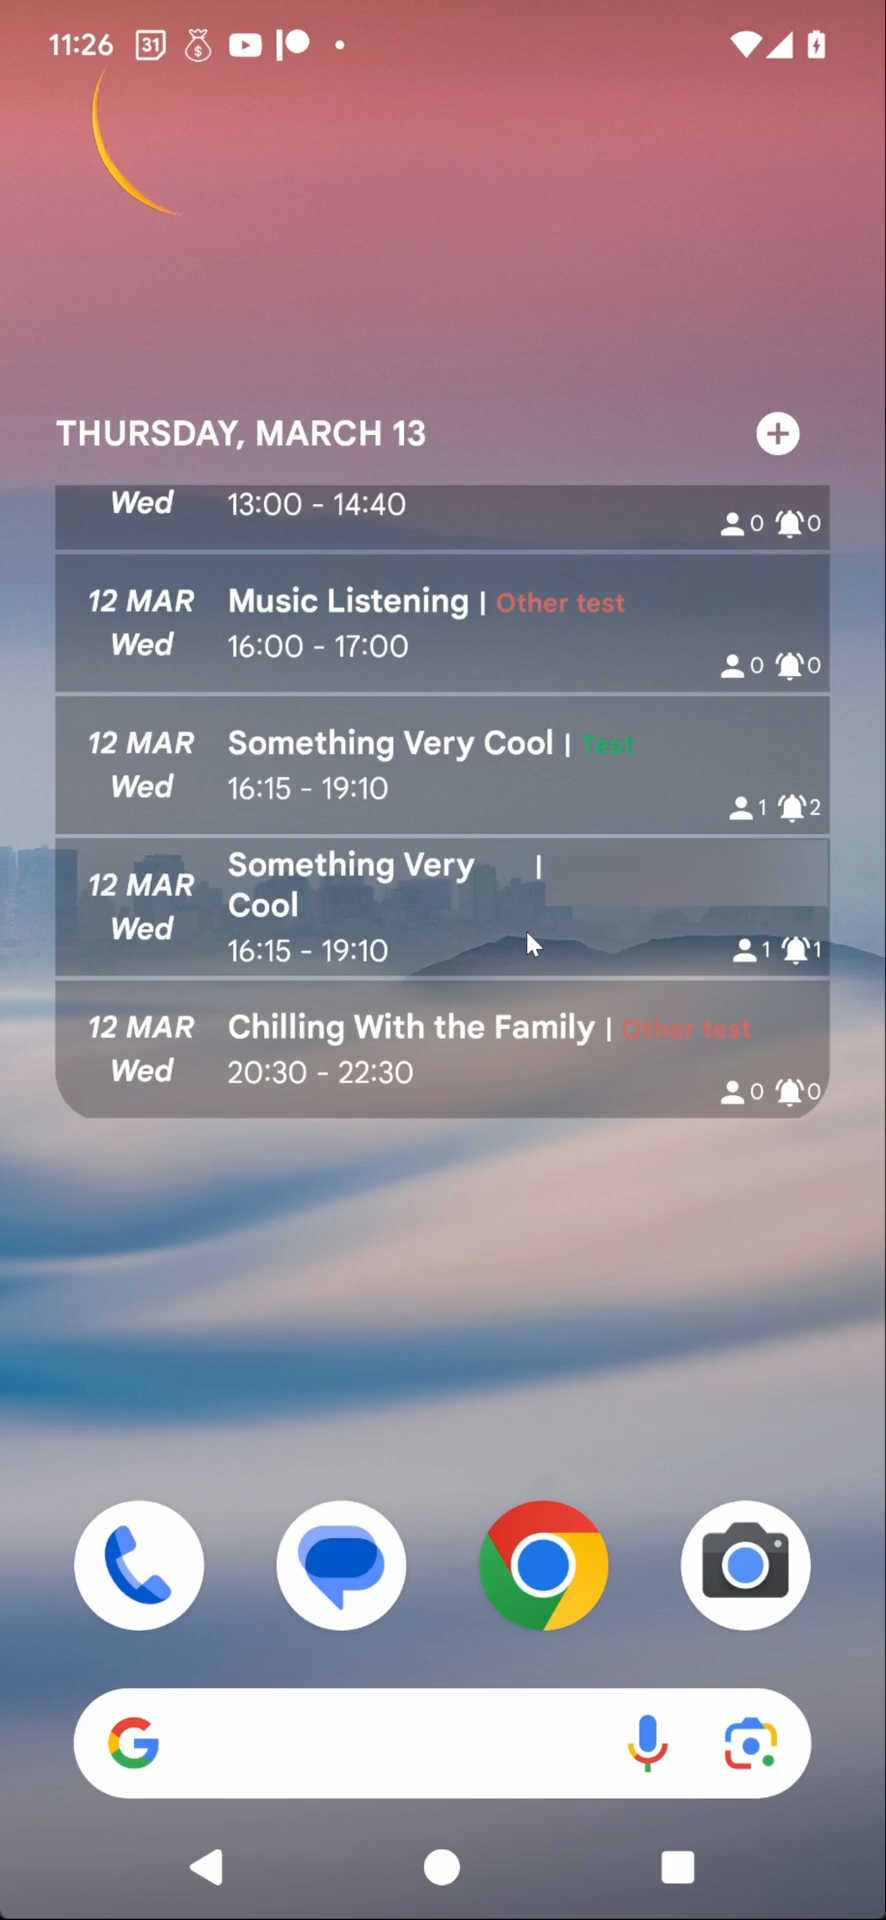 11:26 31
THURSDAY, MARCH 13
Wed 13:00 - 14:40
0 0
12 MAR Music Listening | Other test
Wed 16:00 - 17:00
0 0
12 MAR Something Very Cool | Test
Wed 16:15 - 19:10
1 2
12 MAR Something Very |
Cool
Wed 16:15 - 19:10
1 1
12 MAR Chilling With the Family | Other test
Wed 20:30 - 22:30
0 0